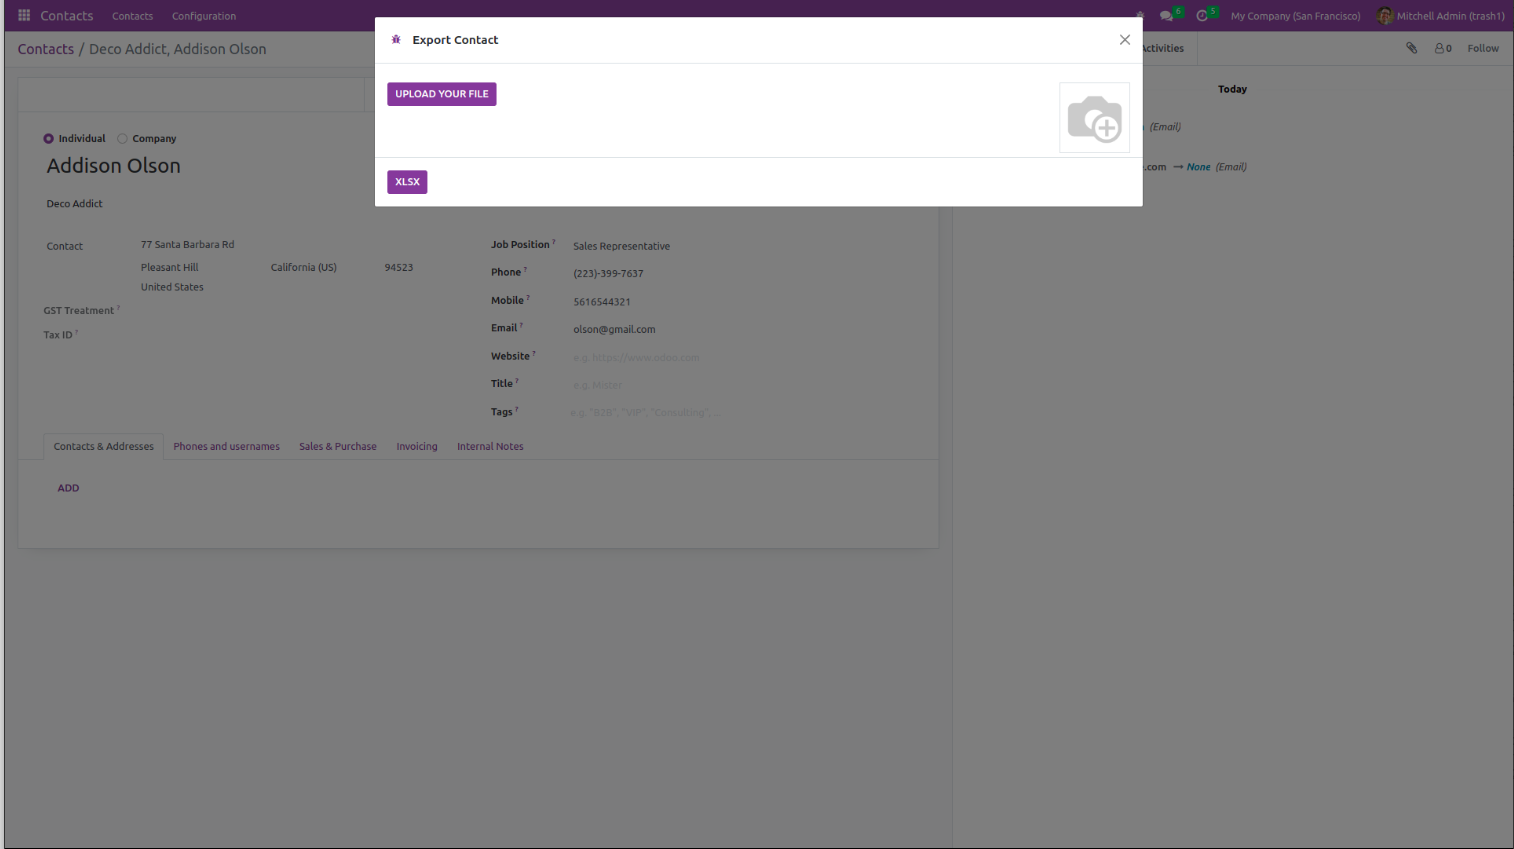 Contacts Contacts Configuration 6 5 My Company (San Francisco) Mitchell Admin (trash1)
Contacts / Deco Addict, Addison Olson
Export Contact
Activities 0 Follow
UPLOAD YOUR FILE
Today
(Email)
.com → None (Email)
XLSX
Individual Company
Addison Olson
Deco Addict
Contact 77 Santa Barbara Rd
Pleasant Hill California (US) 94523
United States
GST Treatment ?
Tax ID ?
Job Position ? Sales Representative
Phone ? (223)-399-7637
Mobile ? 5616544321
Email ? olson@gmail.com
Website ? e.g. https://www.odoo.com
Title ? e.g. Mister
Tags ? e.g. "B2B", "VIP", "Consulting", ...
Contacts & Addresses Phones and usernames Sales & Purchase Invoicing Internal Notes
ADD